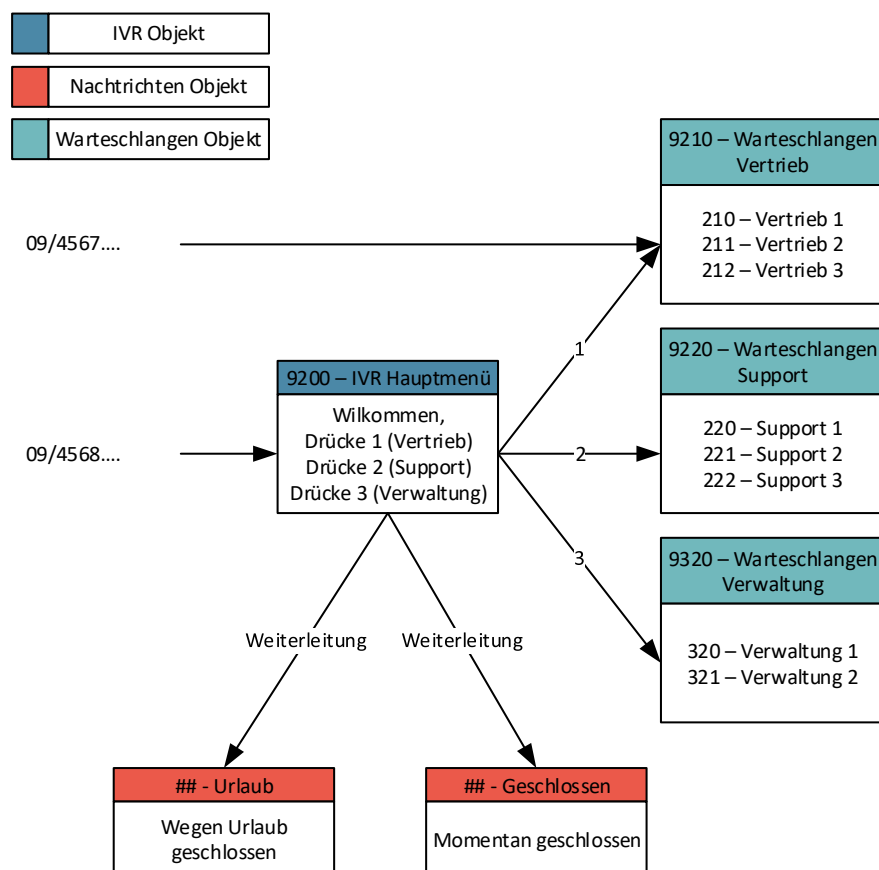 IVR Objekt
Nachtrichten Objekt
Warteschlangen Objekt
9210 – Warteschlangen
Vertrieb
210 – Vertrieb 1
211 – Vertrieb 2
212 – Vertrieb 3
09/4567....
1
9220 – Warteschlangen
Support
220 – Support 1
221 – Support 2
222 – Support 3
9200 – IVR Hauptmenü
Wilkommen,
Drücke 1 (Vertrieb)
Drücke 2 (Support)
Drücke 3 (Verwaltung)
09/4568....
2
3
9320 – Warteschlangen
Verwaltung
320 – Verwaltung 1
321 – Verwaltung 2
Weiterleitung
Weiterleitung
## - Urlaub
Wegen Urlaub
geschlossen
## - Geschlossen
Momentan geschlossen